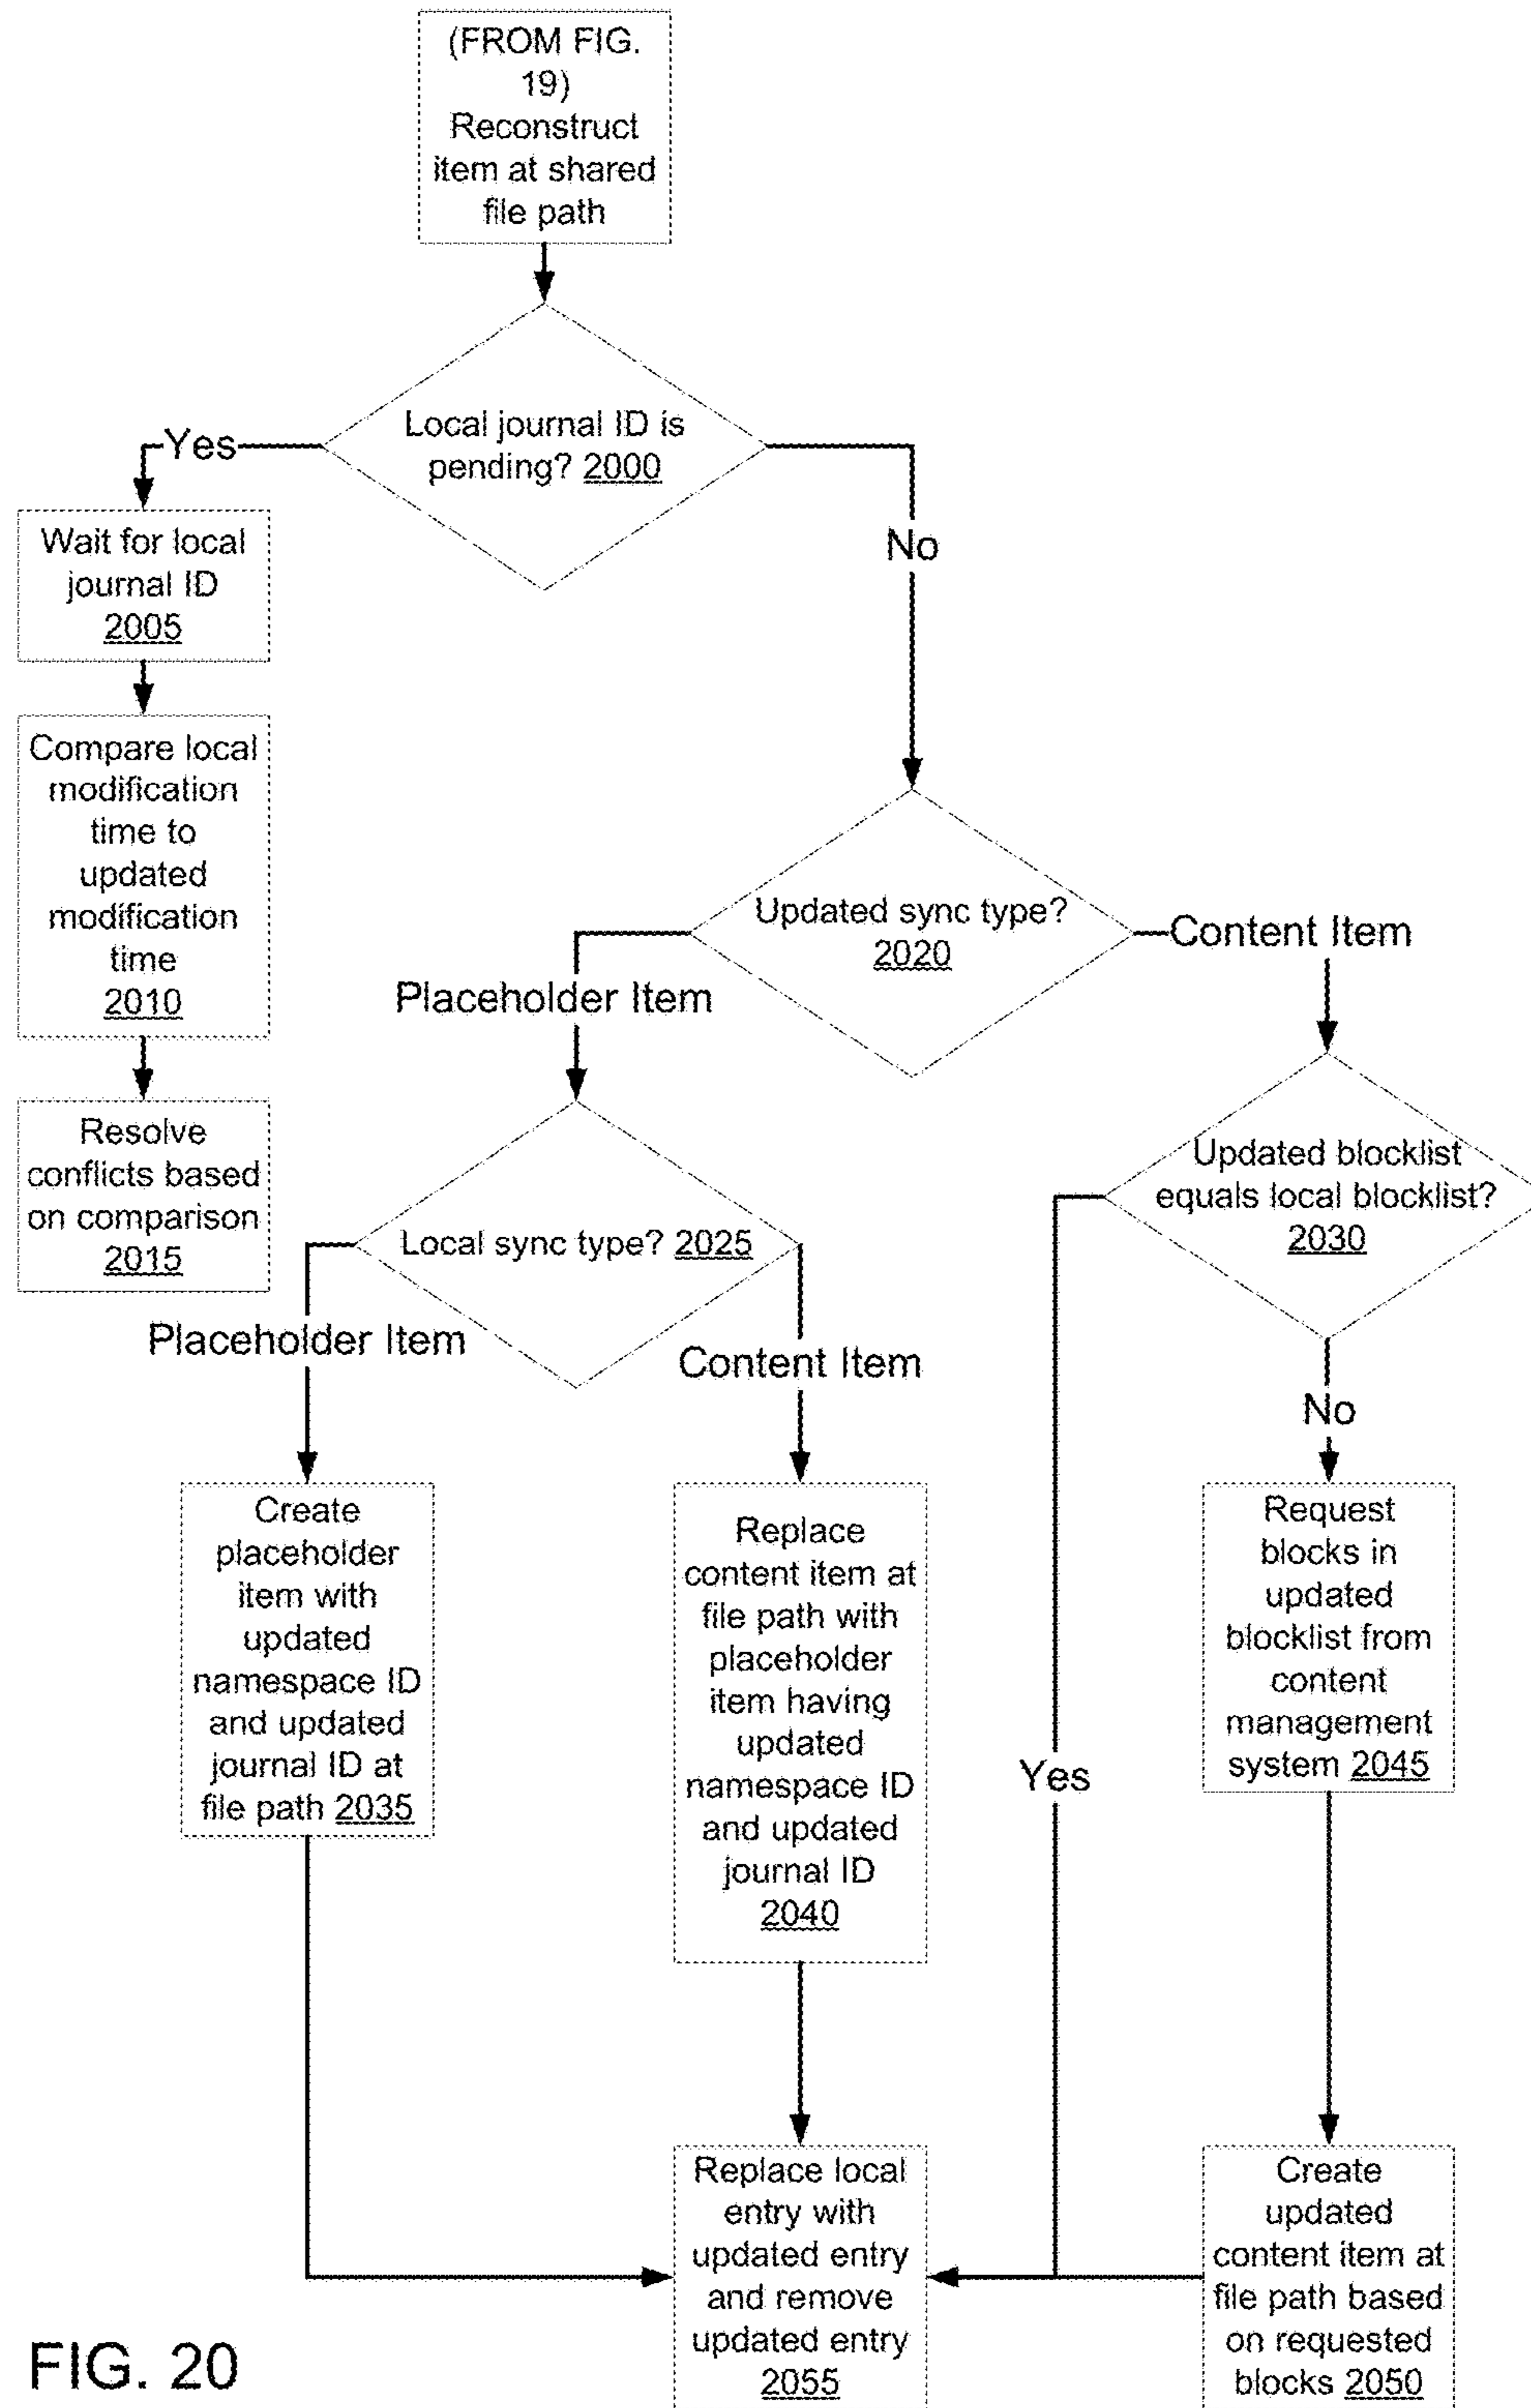 (FROM FIG.
19)
Reconstruct
item at shared
file path
Local journal ID is
pending? 2000
Yes
No
Wait for local
journal ID
2005
Compare local
modification
time to
updated
modification
time
2010
Resolve
conflicts based
on comparison
2015
Updated sync type?
2020
Placeholder Item
Content Item
Local sync type? 2025
Updated blocklist
equals local blocklist?
2030
Placeholder Item
Content Item
Yes
No
Create
placeholder
item with
updated
namespace ID
and updated
journal ID at
file path 2035
Replace
content item at
file path with
placeholder
item having
updated
namespace ID
and updated
journal ID
2040
Request
blocks in
updated
blocklist from
content
management
system 2045
Replace local
entry with
updated entry
and remove
updated entry
2055
Create
updated
content item at
file path based
on requested
blocks 2050
FIG. 20